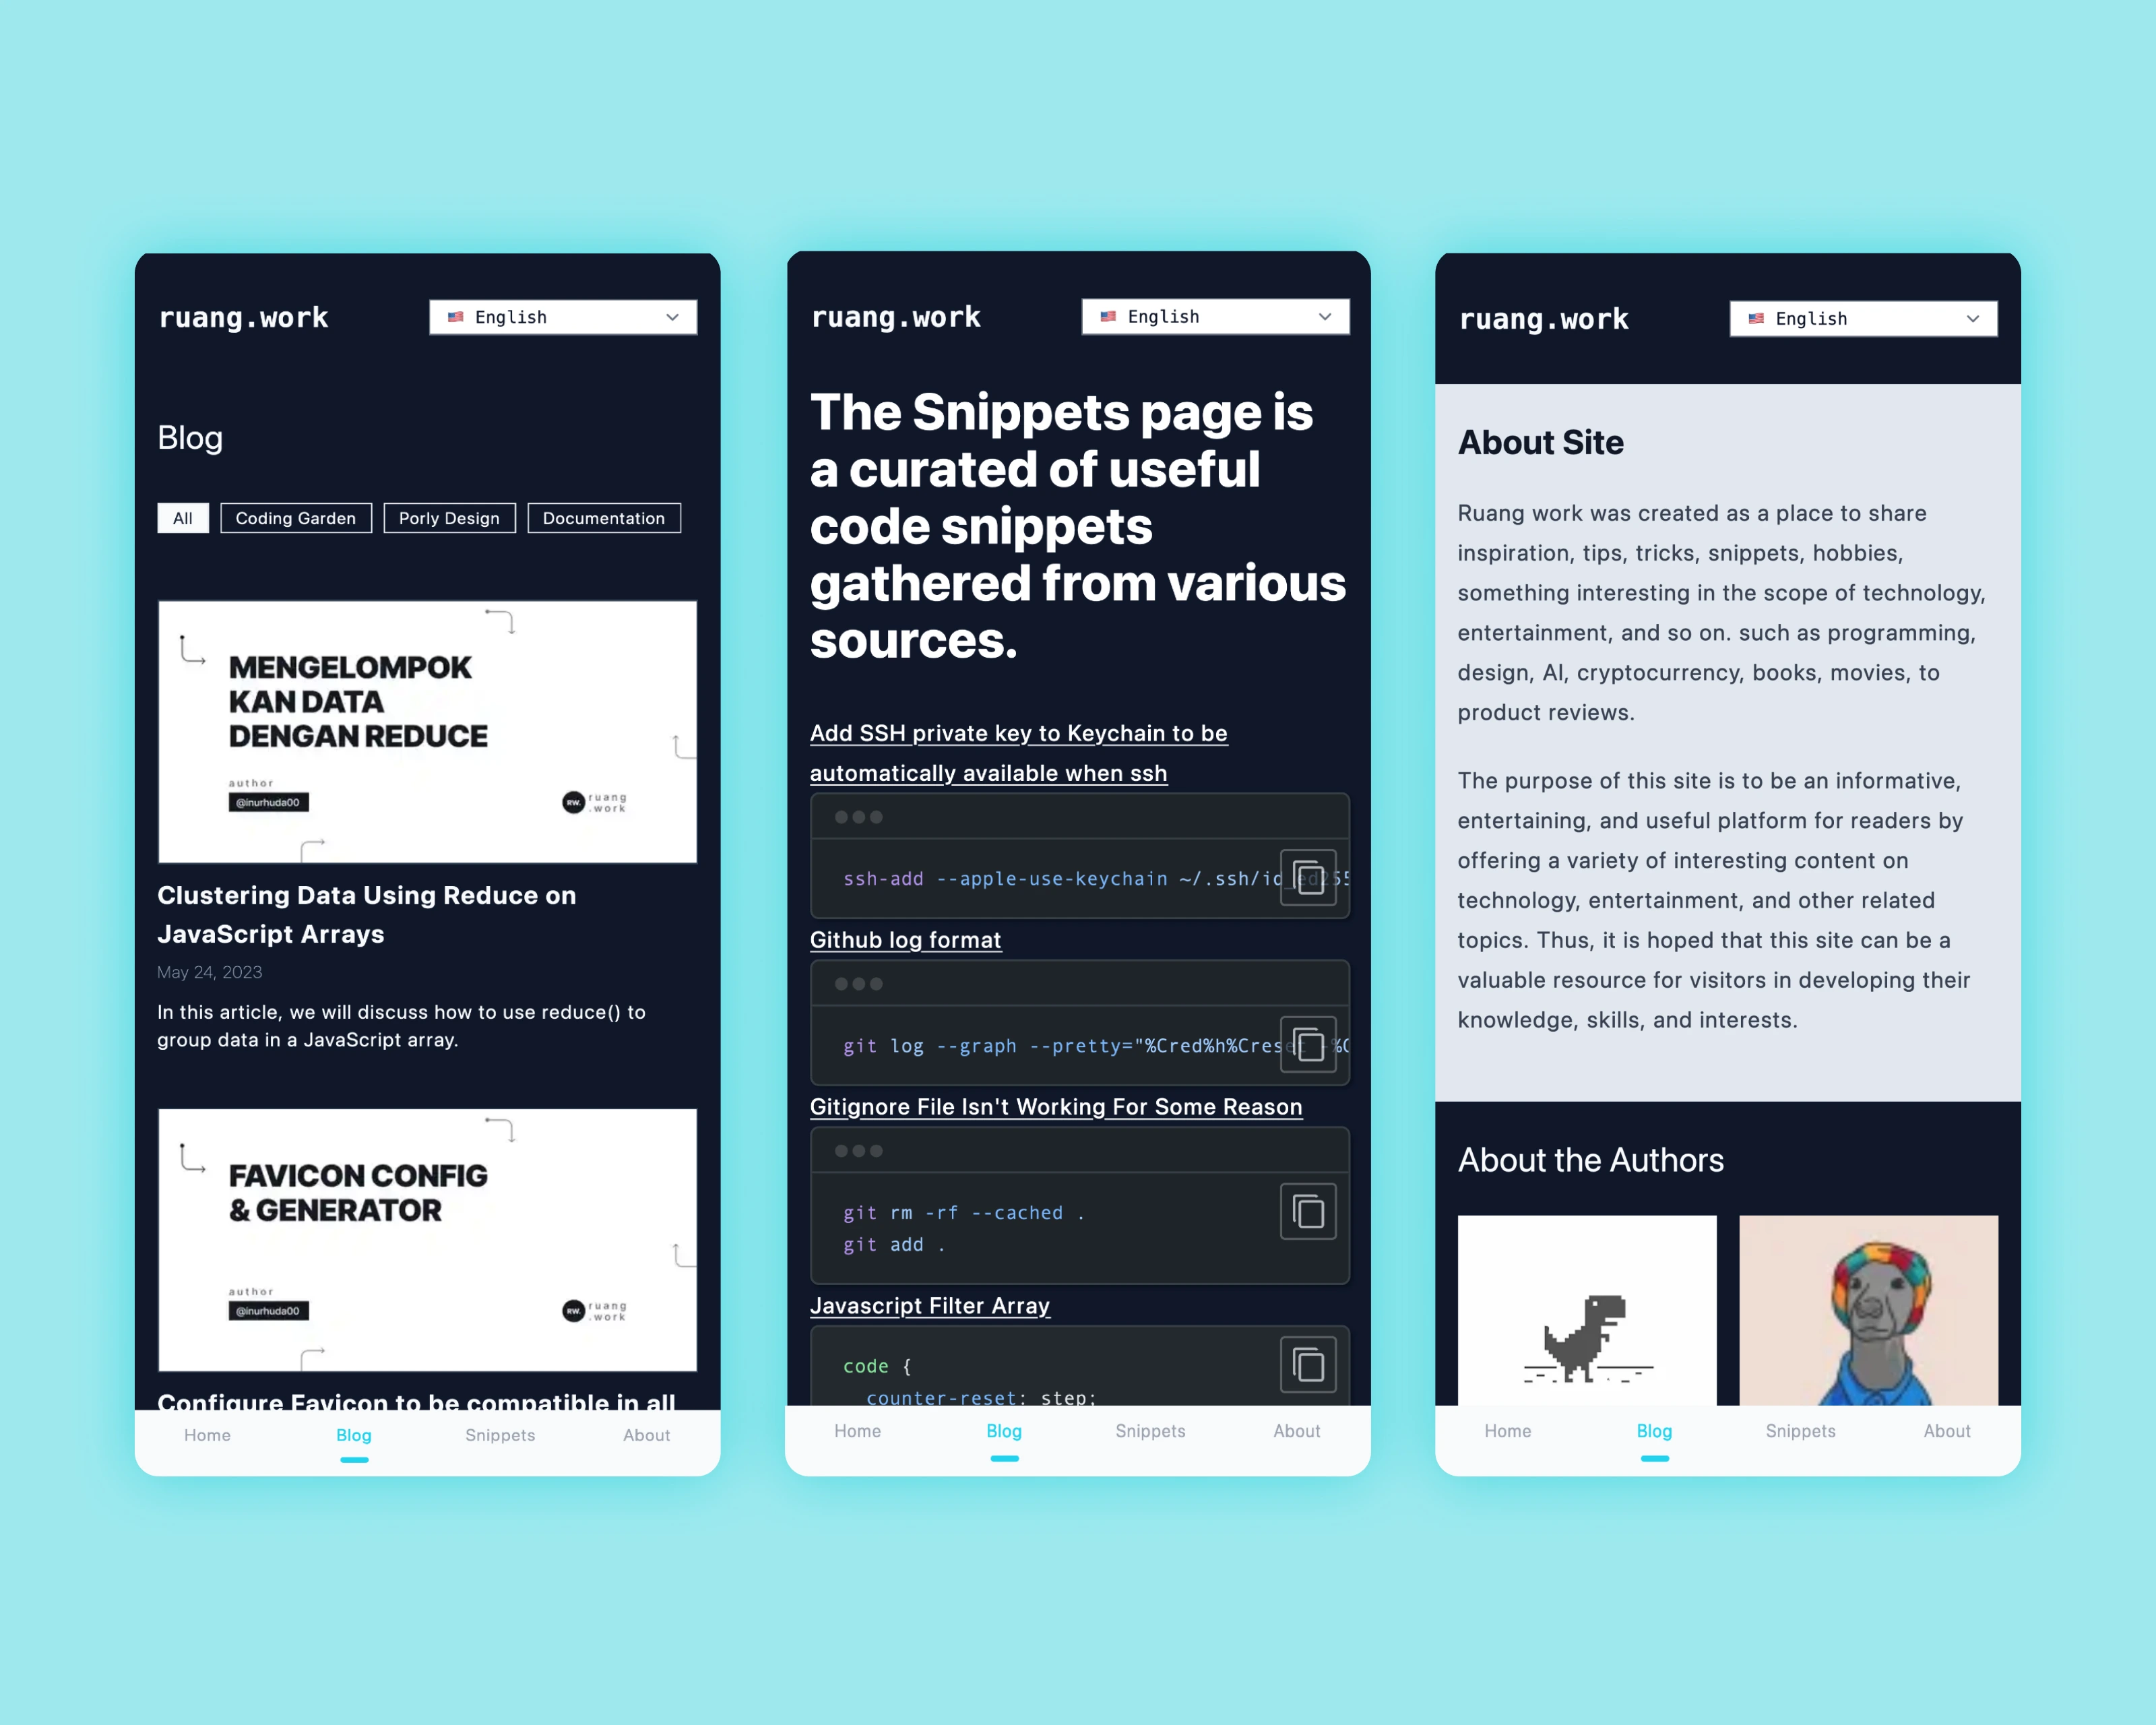 ruang.work
English
Blog
All
Coding Garden
Porly Design
Documentation
MENGELOMPOK
KAN DATA
DENGAN REDUCE
author
@inurhuda00
RW.
ruang
.work
Clustering Data Using Reduce on
JavaScript Arrays
May 24, 2023
In this article, we will discuss how to use reduce() to
group data in a JavaScript array.
FAVICON CONFIG
& GENERATOR
author
@inurhuda00
RW.
ruang
.work
Configure Favicon to be compatible in all
Home
Blog
Snippets
About
ruang.work
English
The Snippets page is
a curated of useful
code snippets
gathered from various
sources.
Add SSH private key to Keychain to be
automatically available when ssh
ssh-add --apple-use-keychain ~/.ssh/id_ed255
Github log format
git log --graph --pretty="%Cred%h%Creset -%C
Gitignore File Isn't Working For Some Reason
git rm -rf --cached .
git add .
Javascript Filter Array
code {
counter-reset: step;
Home
Blog
Snippets
About
ruang.work
English
About Site
Ruang work was created as a place to share
inspiration, tips, tricks, snippets, hobbies,
something interesting in the scope of technology,
entertainment, and so on. such as programming,
design, AI, cryptocurrency, books, movies, to
product reviews.
The purpose of this site is to be an informative,
entertaining, and useful platform for readers by
offering a variety of interesting content on
technology, entertainment, and other related
topics. Thus, it is hoped that this site can be a
valuable resource for visitors in developing their
knowledge, skills, and interests.
About the Authors
Home
Blog
Snippets
About